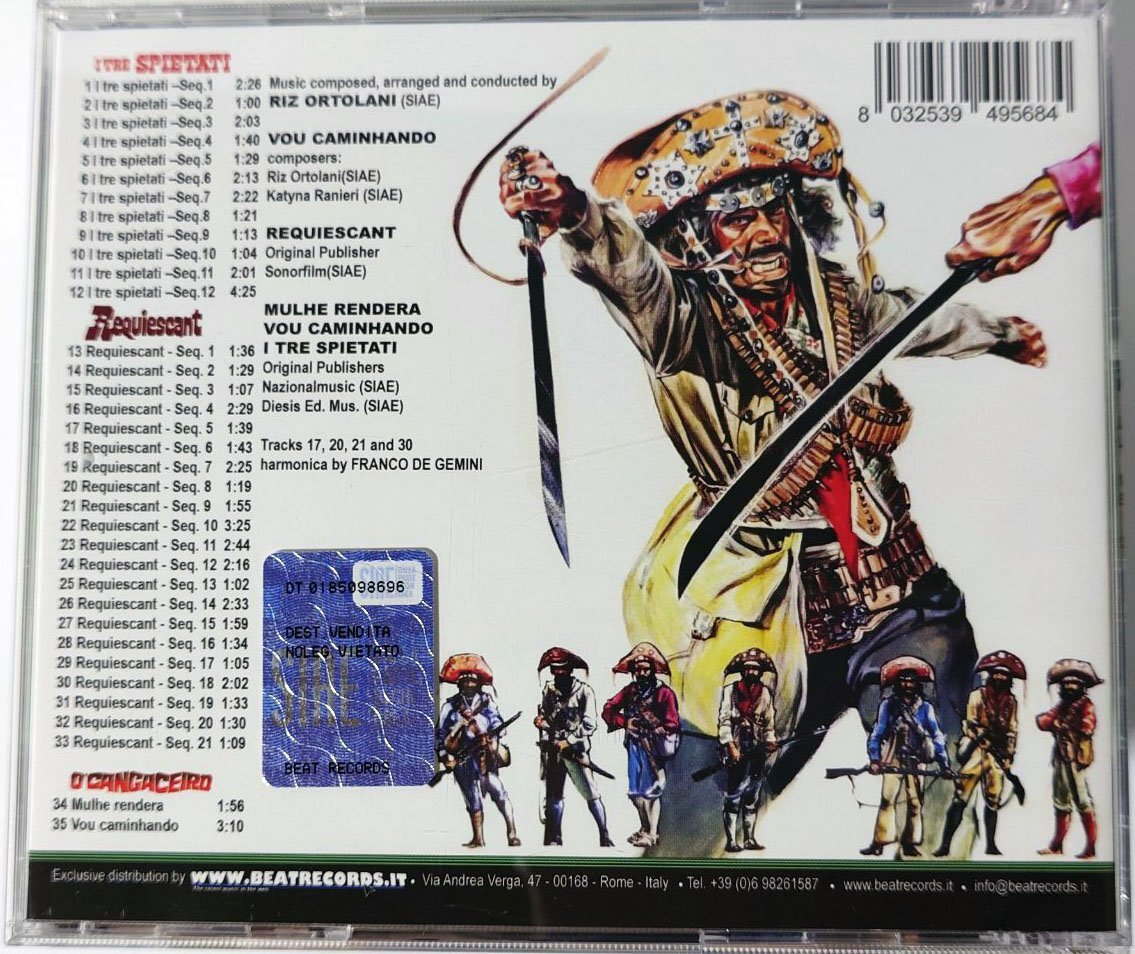 I TRE SPIETATI
1 I tre spietati –Seq.1 2:26
2 I tre spietati –Seq.2 1:00
3 I tre spietati –Seq.3 2:03
4 I tre spietati –Seq.4 1:40
5 I tre spietati –Seq.5 1:29
6 I tre spietati –Seq.6 2:13
7 I tre spietati –Seq.7 2:22
8 I tre spietati –Seq.8 1:21
9 I tre spietati –Seq.9 1:13
10 I tre spietati –Seq.10 1:04
11 I tre spietati –Seq.11 2:01
12 I tre spietati –Seq.12 4:25
Requiescant
13 Requiescant - Seq. 1 1:36
14 Requiescant - Seq. 2 1:29
15 Requiescant - Seq. 3 1:07
16 Requiescant - Seq. 4 2:29
17 Requiescant - Seq. 5 1:39
18 Requiescant - Seq. 6 1:43
19 Requiescant - Seq. 7 2:25
20 Requiescant - Seq. 8 1:19
21 Requiescant - Seq. 9 1:55
22 Requiescant - Seq. 10 3:25
23 Requiescant - Seq. 11 2:44
24 Requiescant - Seq. 12 2:16
25 Requiescant - Seq. 13 1:02
26 Requiescant - Seq. 14 2:33
27 Requiescant - Seq. 15 1:59
28 Requiescant - Seq. 16 1:34
29 Requiescant - Seq. 17 1:05
30 Requiescant - Seq. 18 2:02
31 Requiescant - Seq. 19 1:33
32 Requiescant - Seq. 20 1:30
33 Requiescant - Seq. 21 1:09
O'CANGACEIRO
34 Mulhe rendera 1:56
35 Vou caminhando 3:10
Music composed, arranged and conducted by
RIZ ORTOLANI (SIAE)
VOU CAMINHANDO
composers:
Riz Ortolani(SIAE)
Katyna Ranieri (SIAE)
REQUIESCANT
Original Publisher
Sonorfilm(SIAE)
MULHE RENDERA
VOU CAMINHANDO
I TRE SPIETATI
Original Publishers
Nazionalmusic (SIAE)
Diesis Ed. Mus. (SIAE)
Tracks 17, 20, 21 and 30
harmonica by FRANCO DE GEMINI
SIAE
DT 0185098696
DEST.VENDITA
NOLEG.VIETATO
SIAE
BEAT RECORDS
8 032539 495684
Exclusive distribution by WWW.BEATRECORDS.IT • Via Andrea Verga, 47 - 00168 - Rome - Italy • Tel. +39 (0)6 98261587 • www.beatrecords.it • info@beatrecords.it